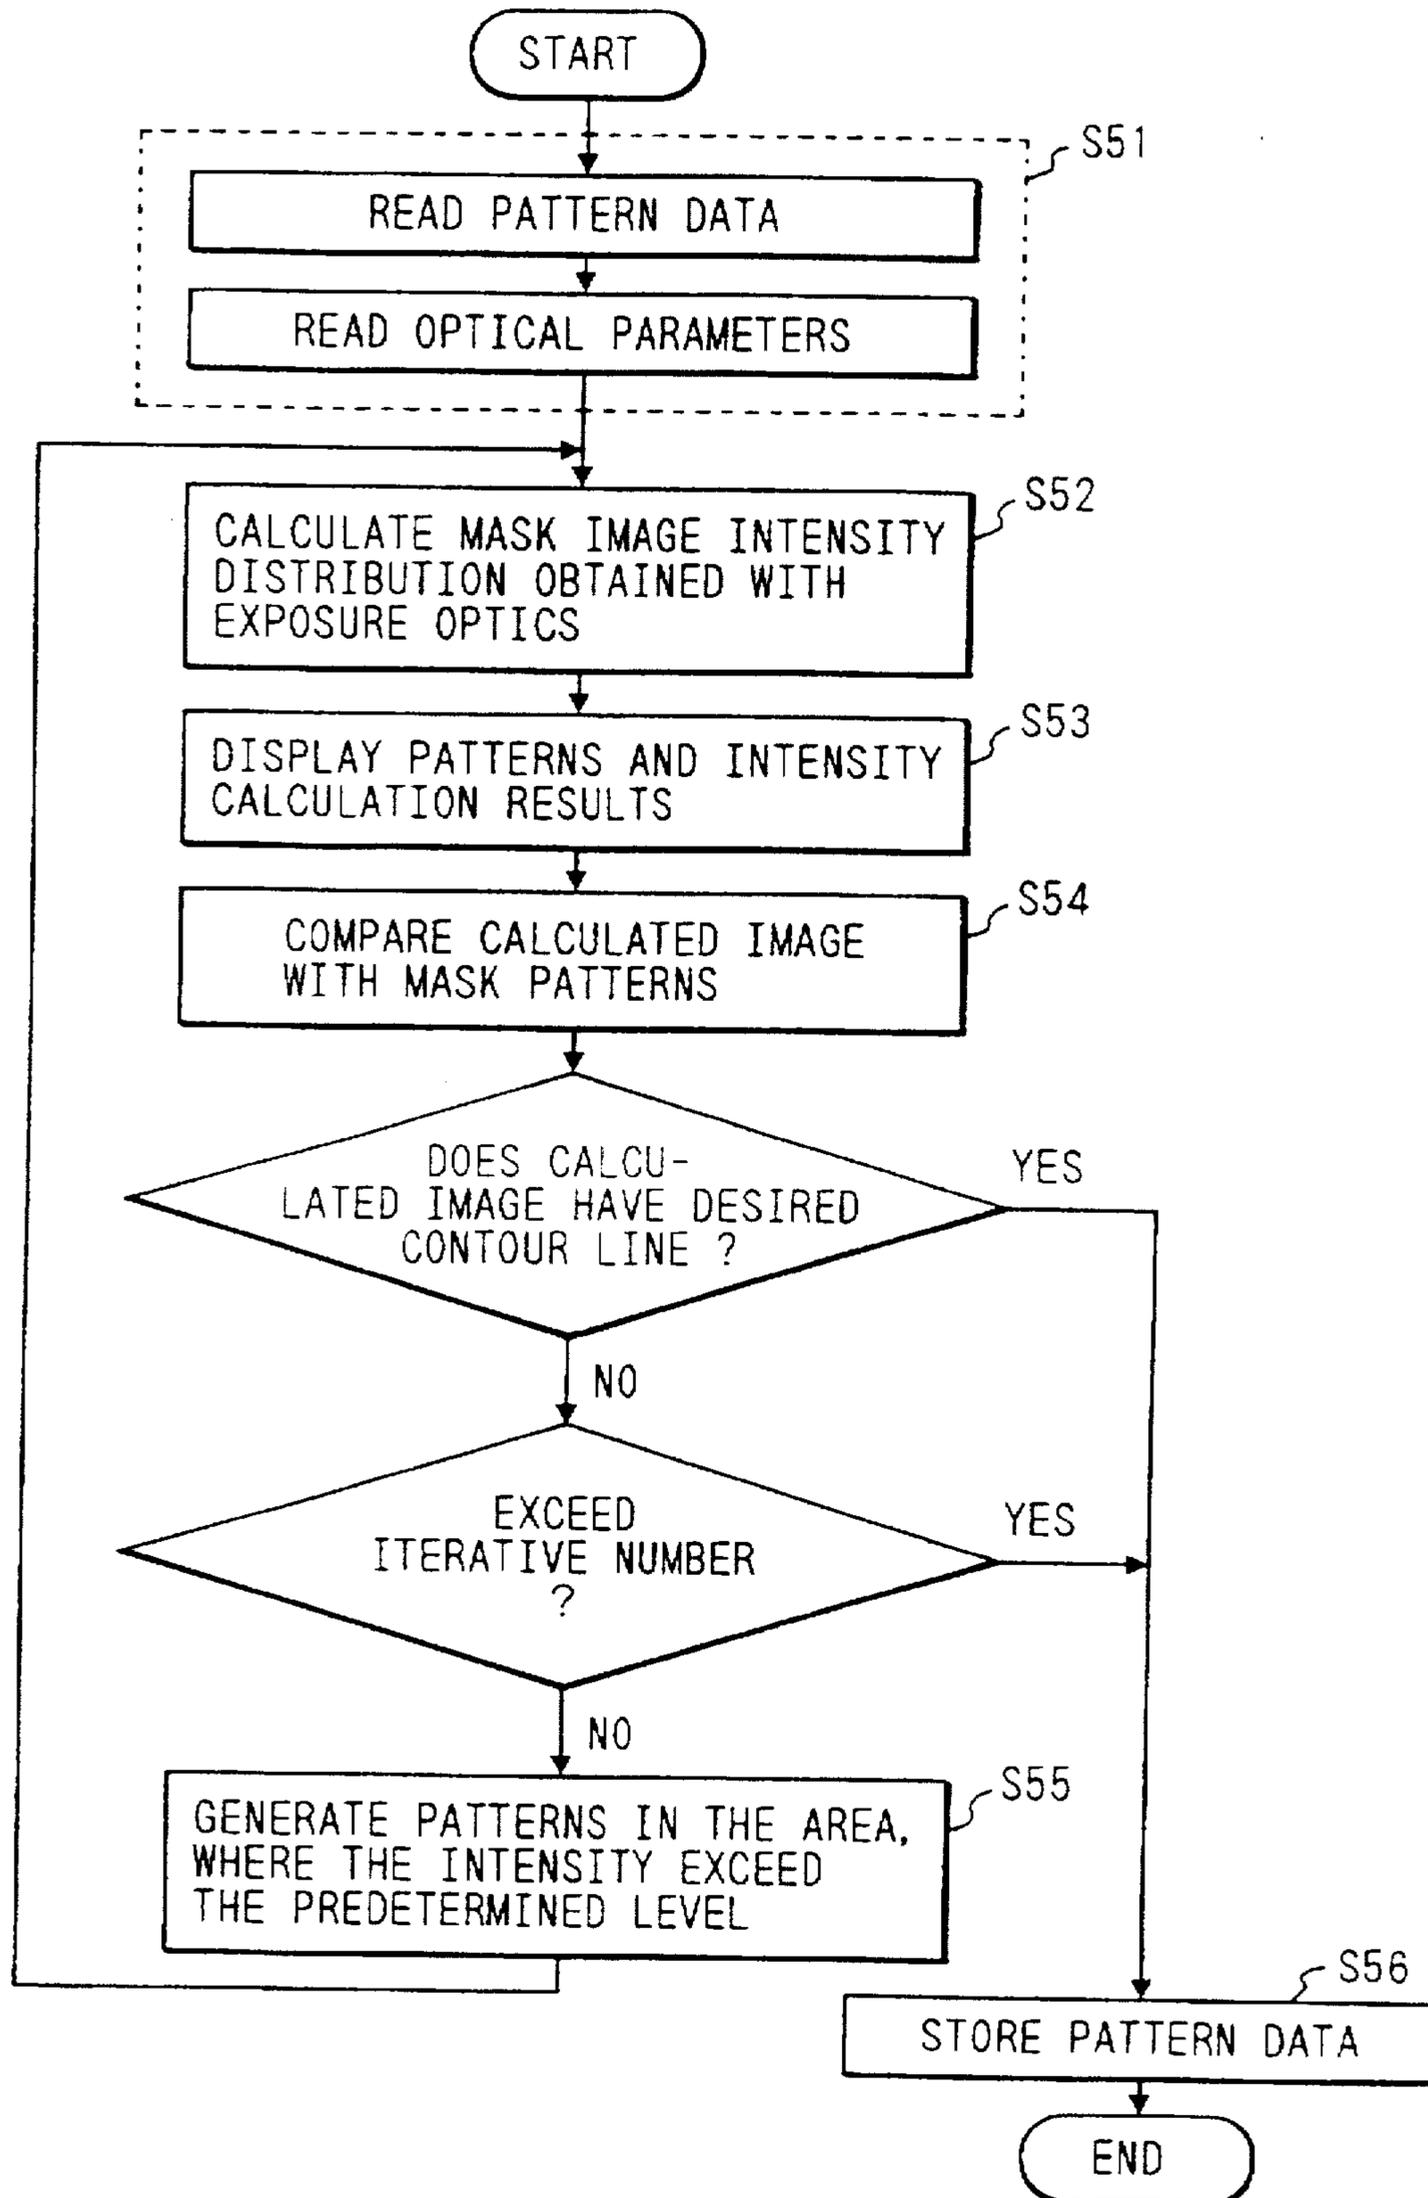 START
S51
READ PATTERN DATA
READ OPTICAL PARAMETERS
S52
CALCULATE MASK IMAGE INTENSITY
DISTRIBUTION OBTAINED WITH
EXPOSURE OPTICS
S53
DISPLAY PATTERNS AND INTENSITY
CALCULATION RESULTS
S54
COMPARE CALCULATED IMAGE
WITH MASK PATTERNS
DOES CALCU-
LATED IMAGE HAVE DESIRED
CONTOUR LINE ?
YES
NO
EXCEED
ITERATIVE NUMBER
?
YES
NO
S55
GENERATE PATTERNS IN THE AREA,
WHERE THE INTENSITY EXCEED
THE PREDETERMINED LEVEL
S56
STORE PATTERN DATA
END